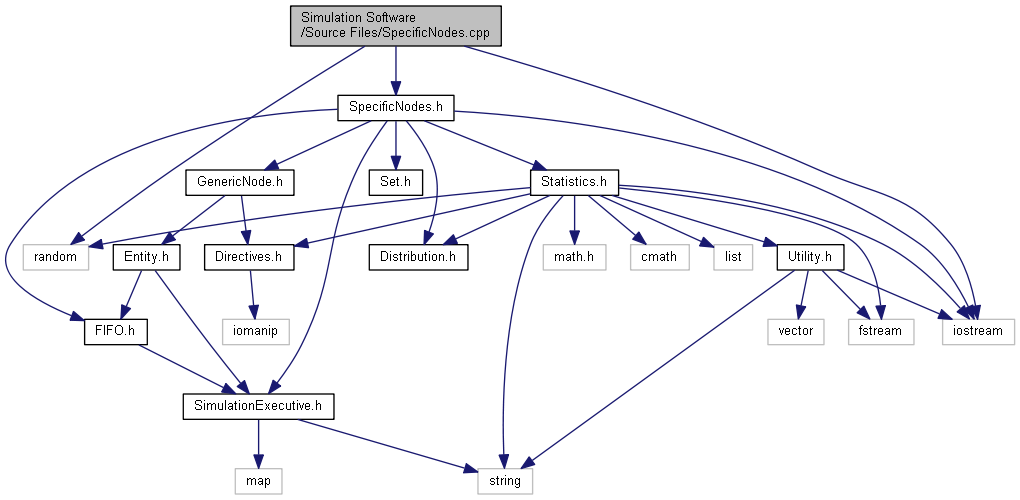 Simulation Software
/Source Files/SpecificNodes.cpp
SpecificNodes.h
GenericNode.h
Set.h
Statistics.h
random
Entity.h
Directives.h
Distribution.h
math.h
cmath
list
Utility.h
FIFO.h
iomanip
vector
fstream
iostream
SimulationExecutive.h
map
string